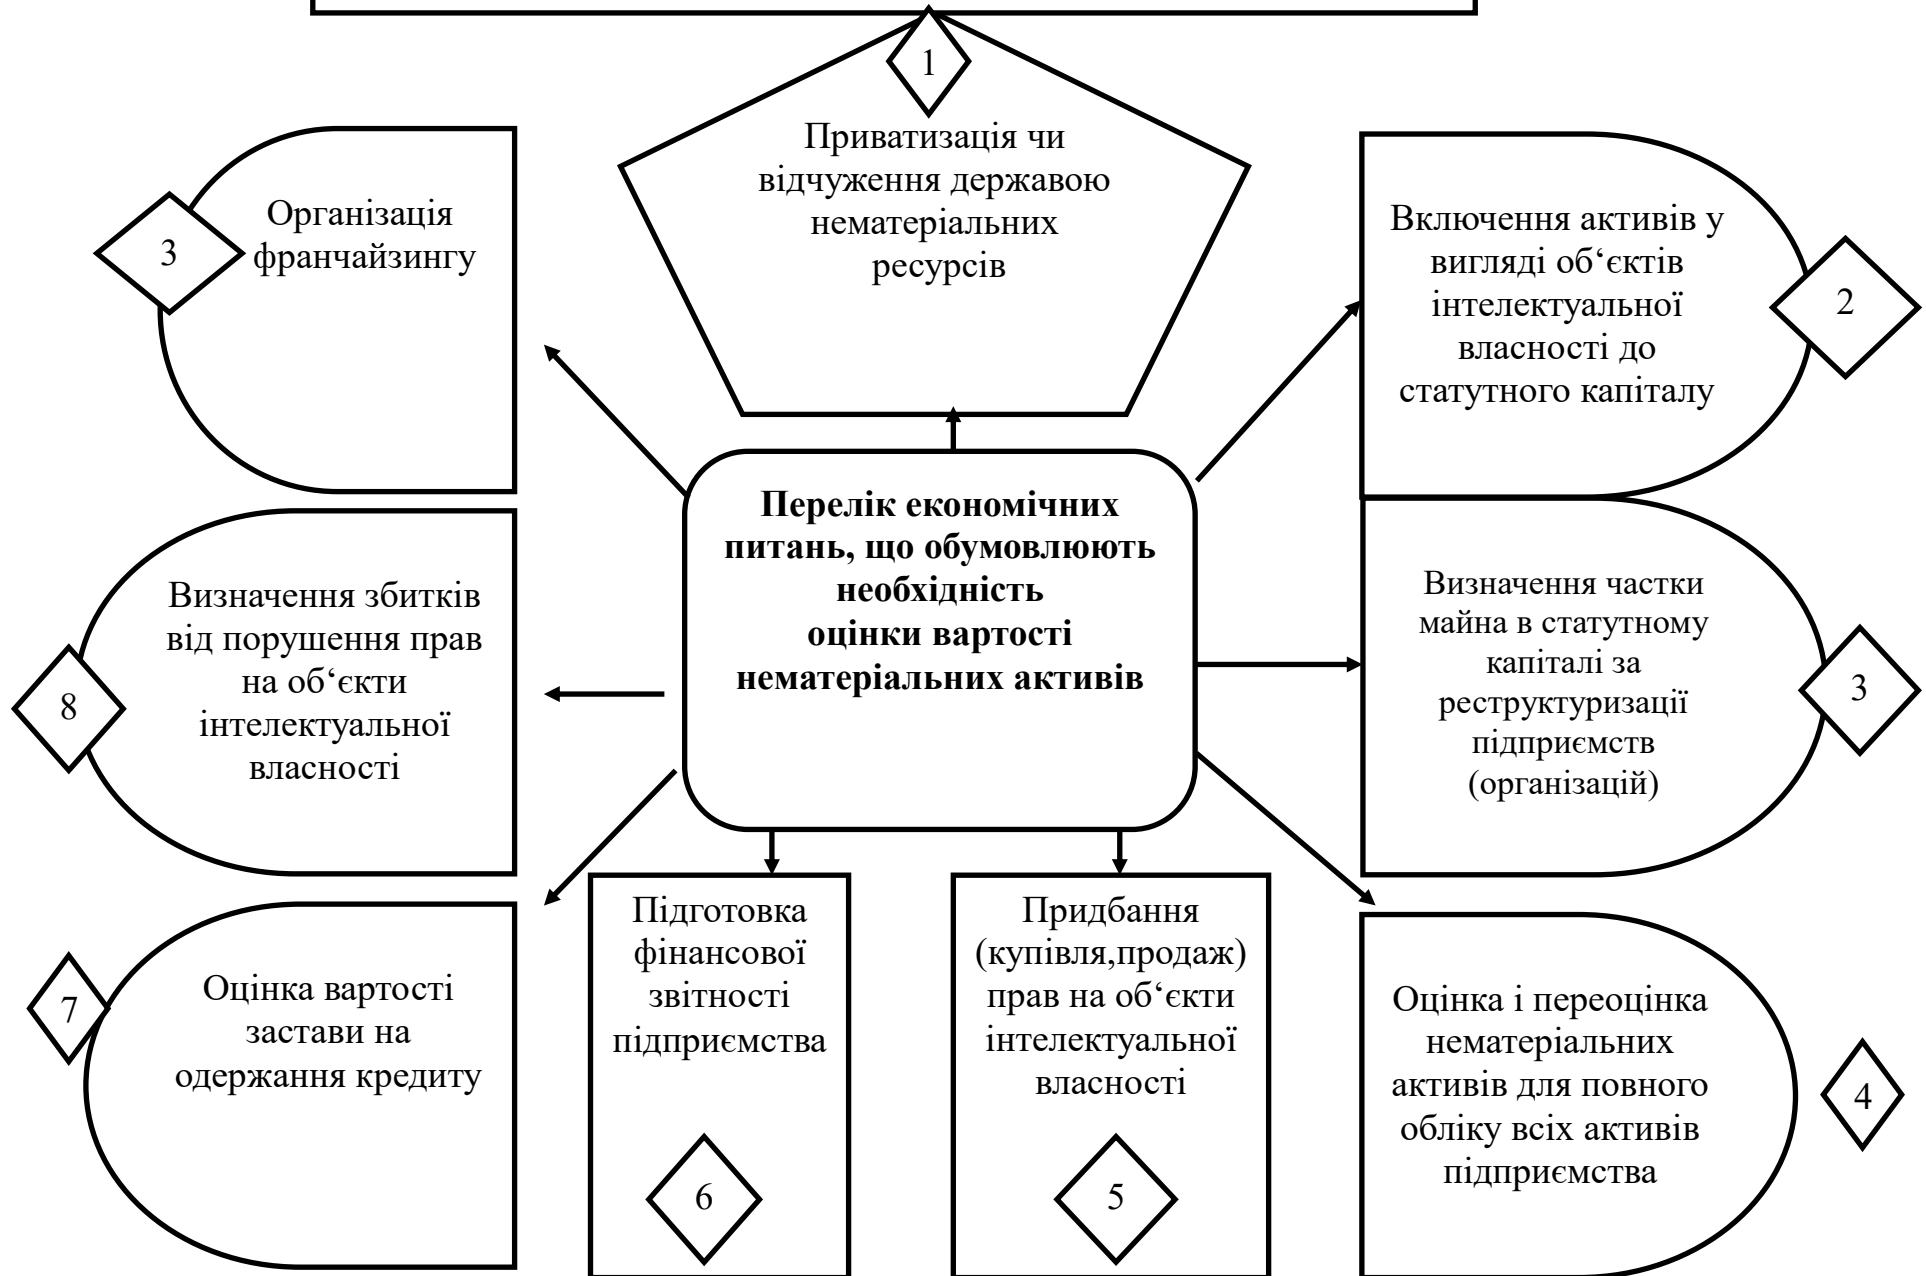 1
Приватизація чи
відчуження державою
нематеріальних
ресурсів
3
Організація
франчайзингу
Включення активів у
вигляді об‘єктів
інтелектуальної
власності до
статутного капіталу
2
Перелік економічних
питань, що обумовлюють
необхідність
оцінки вартості
нематеріальних активів
Визначення збитків
від порушення прав
на об‘єкти
інтелектуальної
власності
8
Визначення частки
майна в статутному
капіталі за
реструктуризації
підприємств
(організацій)
3
7
Оцінка вартості
застави на
одержання кредиту
Підготовка
фінансової
звітності
підприємства
6
Придбання
(купівля,продаж)
прав на об‘єкти
інтелектуальної
власності
5
Оцінка і переоцінка
нематеріальних
активів для повного
обліку всіх активів
підприємства
4